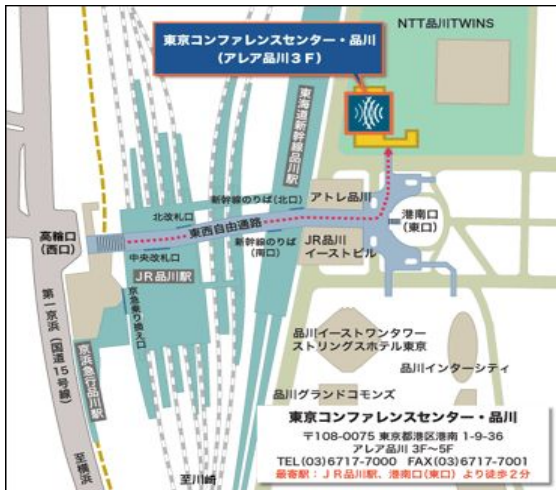 東京コンファレンスセンター・品川
(アレア品川3F)
NTT品川TWINS
東海道新幹線品川駅
新幹線のりば(北口)
アトレ品川
北改札口
東西自由通路
港南口
(東口)
高輪口
(西口)
中央改札口
新幹線のりば
(南口)
JR品川
イーストビル
JR品川駅
京急乗り換え口
第一京浜(国道15号線)
京浜急行品川駅
品川イーストワンタワー
ストリングスホテル東京
品川インターシティ
品川グランドコモンズ
至横浜
至川崎
東京コンファレンスセンター・品川
〒108-0075 東京都港区港南 1-9-36
アレア品川 3F～5F
TEL(03)6717-7000 FAX(03)6717-7001
最寄駅：JR品川駅、港南口(東口)より徒歩2分